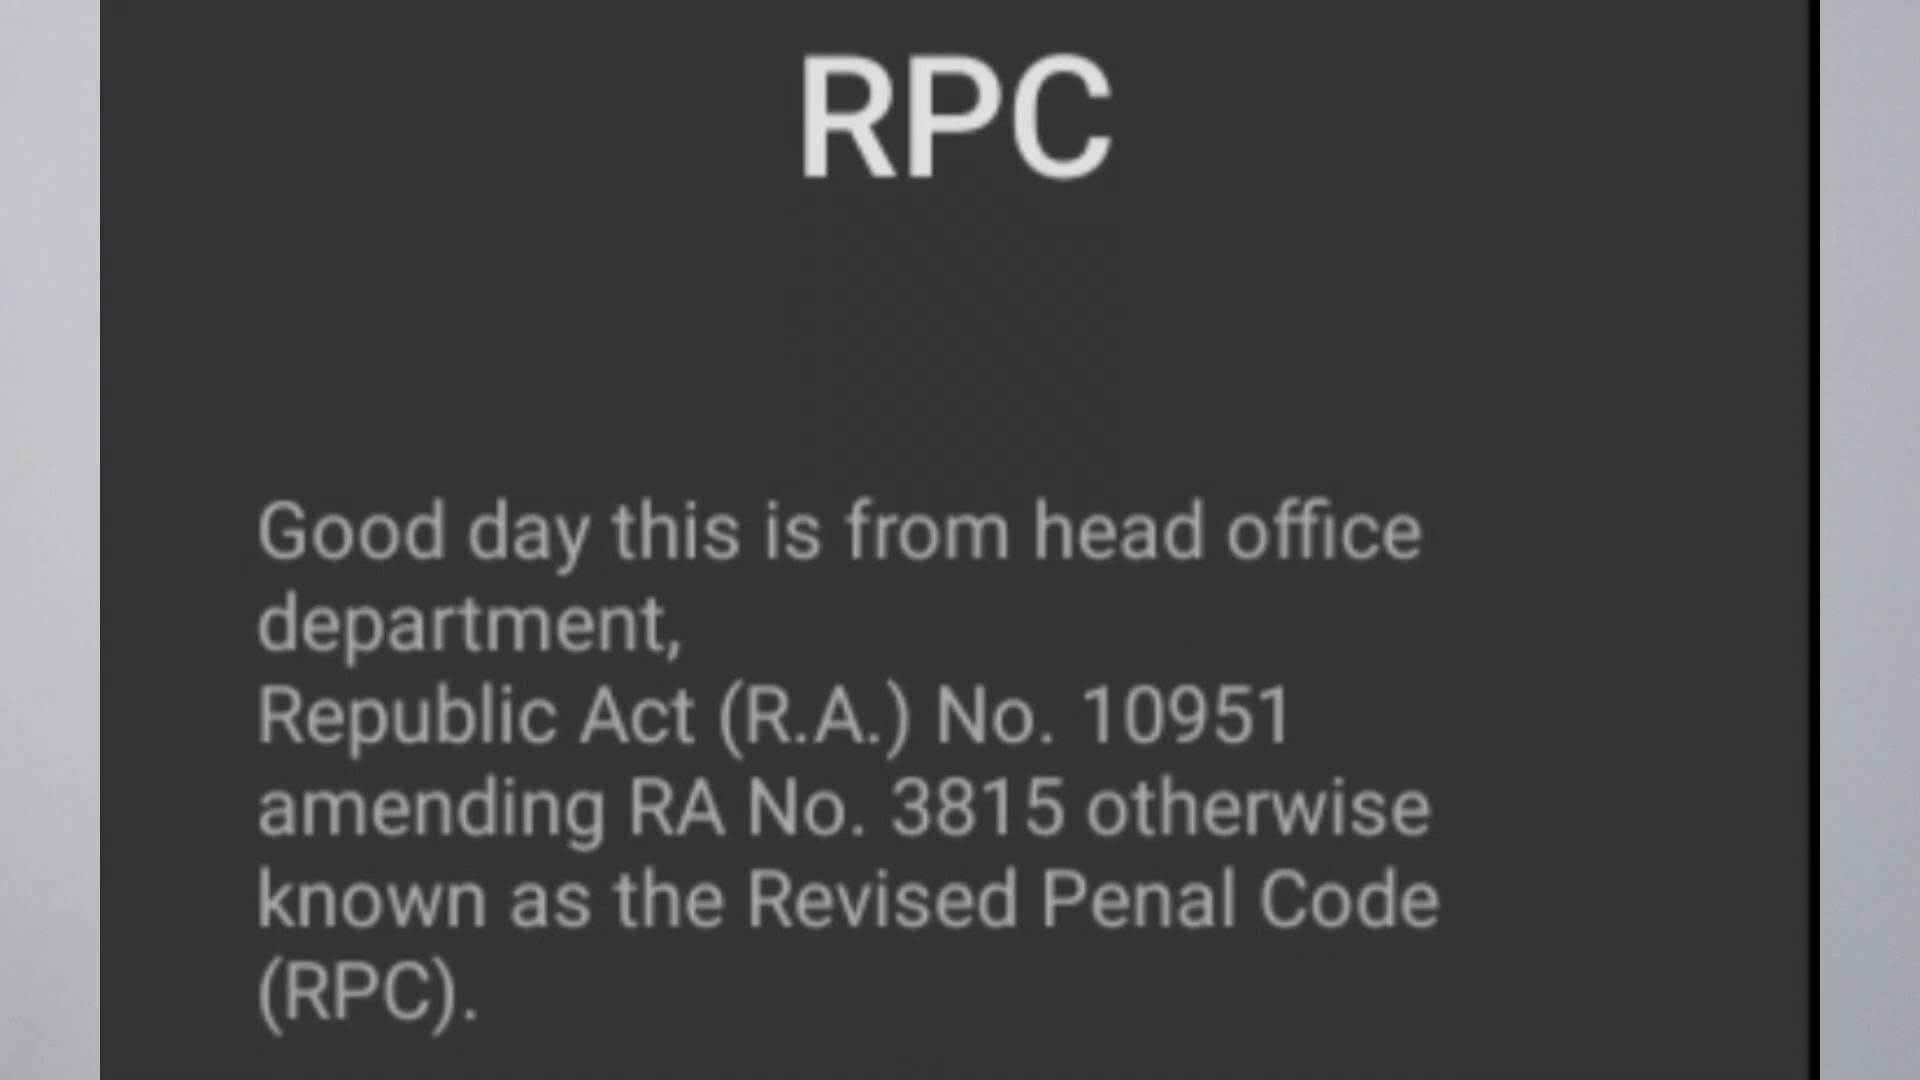 RPC
Good day this is from head office
department,
Republic Act (R.A.) No. 10951
amending RA No. 3815 otherwise
known as the Revised Penal Code
(RPC).